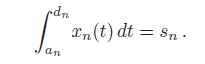 ∫_{a_n}^{d_n} x_n(t) dt = s_n .